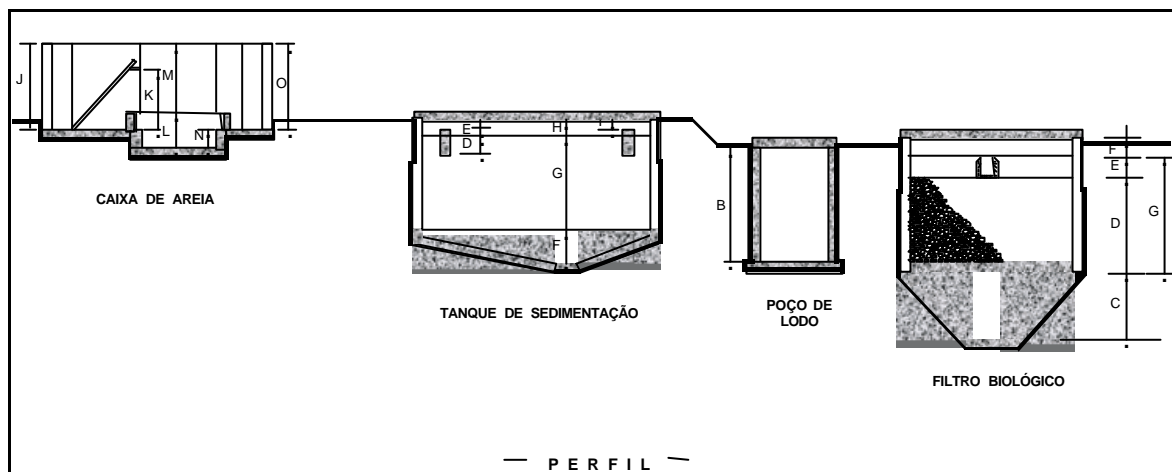 J
M
K
L
N
O
CAIXA DE AREIA
E
D
H
I
G
F
TANQUE DE SEDIMENTAÇÃO
B
POÇO DE
LODO
F
E
D
G
C
FILTRO BIOLÓGICO
PERFIL